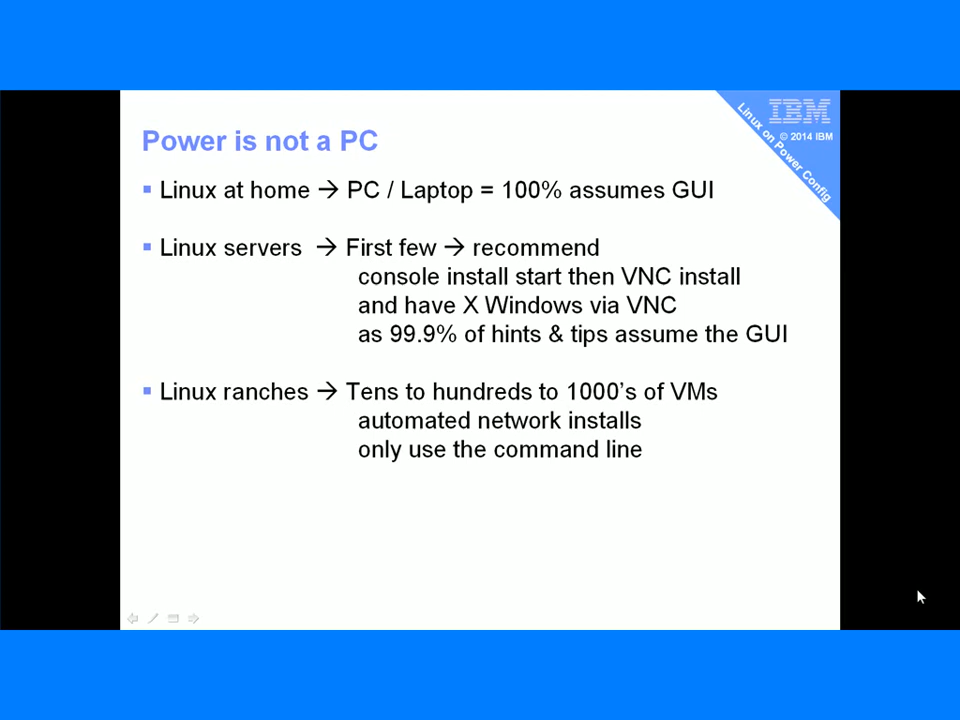 IBM
© 2014 IBM
Linux on Power Config
Power is not a PC
▪ Linux at home → PC / Laptop = 100% assumes GUI
▪ Linux servers → First few → recommend
console install start then VNC install
and have X Windows via VNC
as 99.9% of hints & tips assume the GUI
▪ Linux ranches → Tens to hundreds to 1000's of VMs
automated network installs
only use the command line